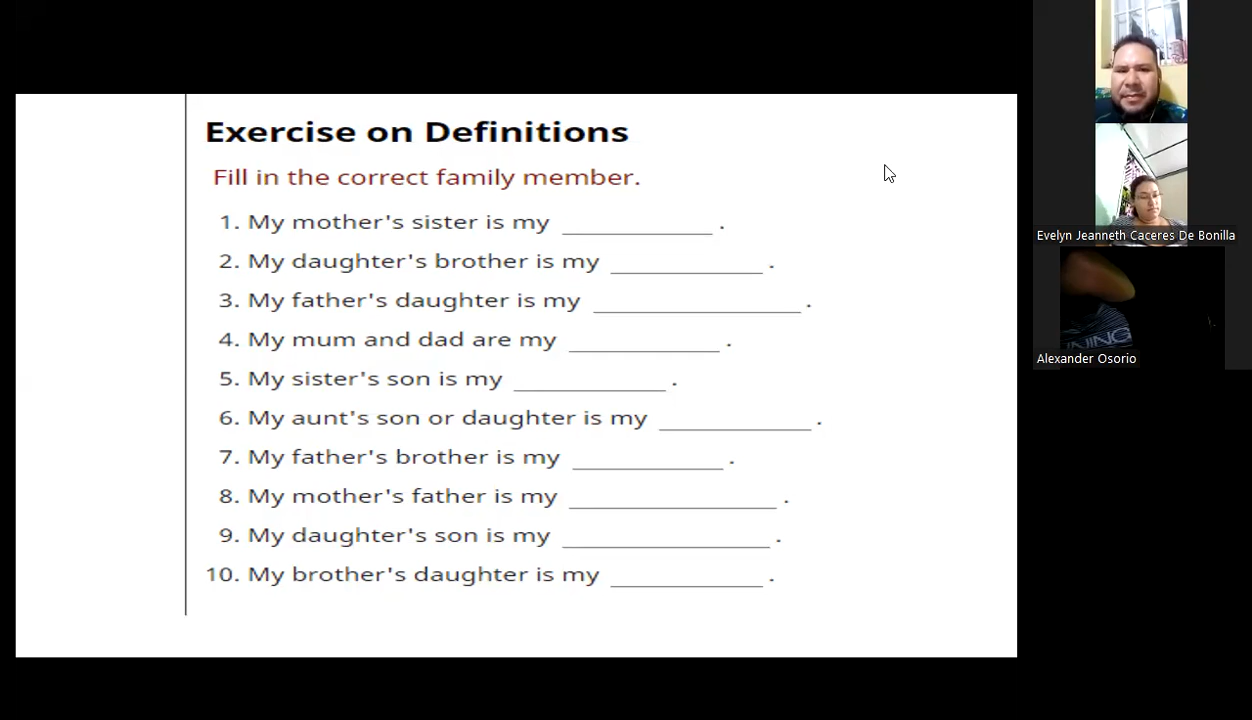 Exercise on Definitions
Fill in the correct family member.
1. My mother's sister is my ____________ .
2. My daughter's brother is my ____________ .
3. My father's daughter is my ________________ .
4. My mum and dad are my ____________ .
5. My sister's son is my ____________ .
6. My aunt's son or daughter is my ____________ .
7. My father's brother is my ____________ .
8. My mother's father is my ________________ .
9. My daughter's son is my ________________ .
10. My brother's daughter is my ____________ .
Evelyn Jeanneth Caceres De Bonilla
Alexander Osorio